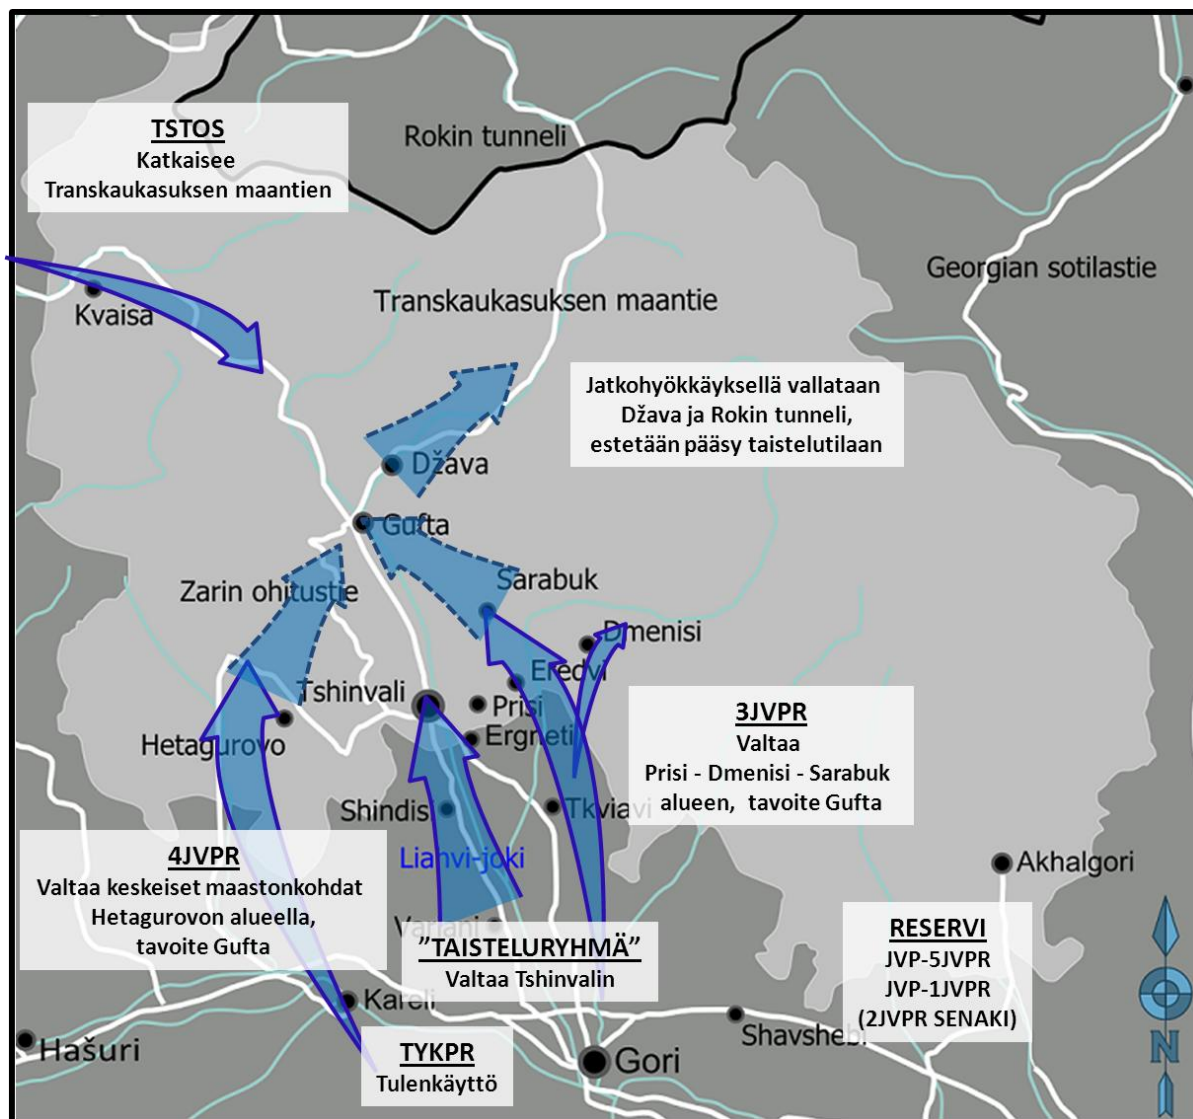 TSTOS
Katkaisee
Transkaukasuksen maantien
Rokin tunneli
Georgian sotilastie
Kvaisa
Transkaukasuksen maantie
Jatkohyökkäyksellä vallataan
Džava ja Rokin tunneli,
estetään pääsy taistelutilaan
Džava
Gufta
Sarabuk
Zarin ohitustie
Dmenisi
Eredvi
Tshinvali
Prisi
Ergneti
Hetagurovo
3JVPR
Valtaa
Prisi - Dmenisi - Sarabuk
alueen, tavoite Gufta
Shindisi
Tkviavi
Lianvi-joki
4JVPR
Valtaa keskeiset maastonkohdat
Hetagurovon alueella,
tavoite Gufta
Akhalgori
Variani
"TAISTELURYHMÄ"
Valtaa Tshinvalin
RESERVI
JVP-5JVPR
JVP-1JVPR
(2JVPR SENAKI)
Kareli
Shavshebi
Hašuri
TYKPR
Tulenkäyttö
Gori
N